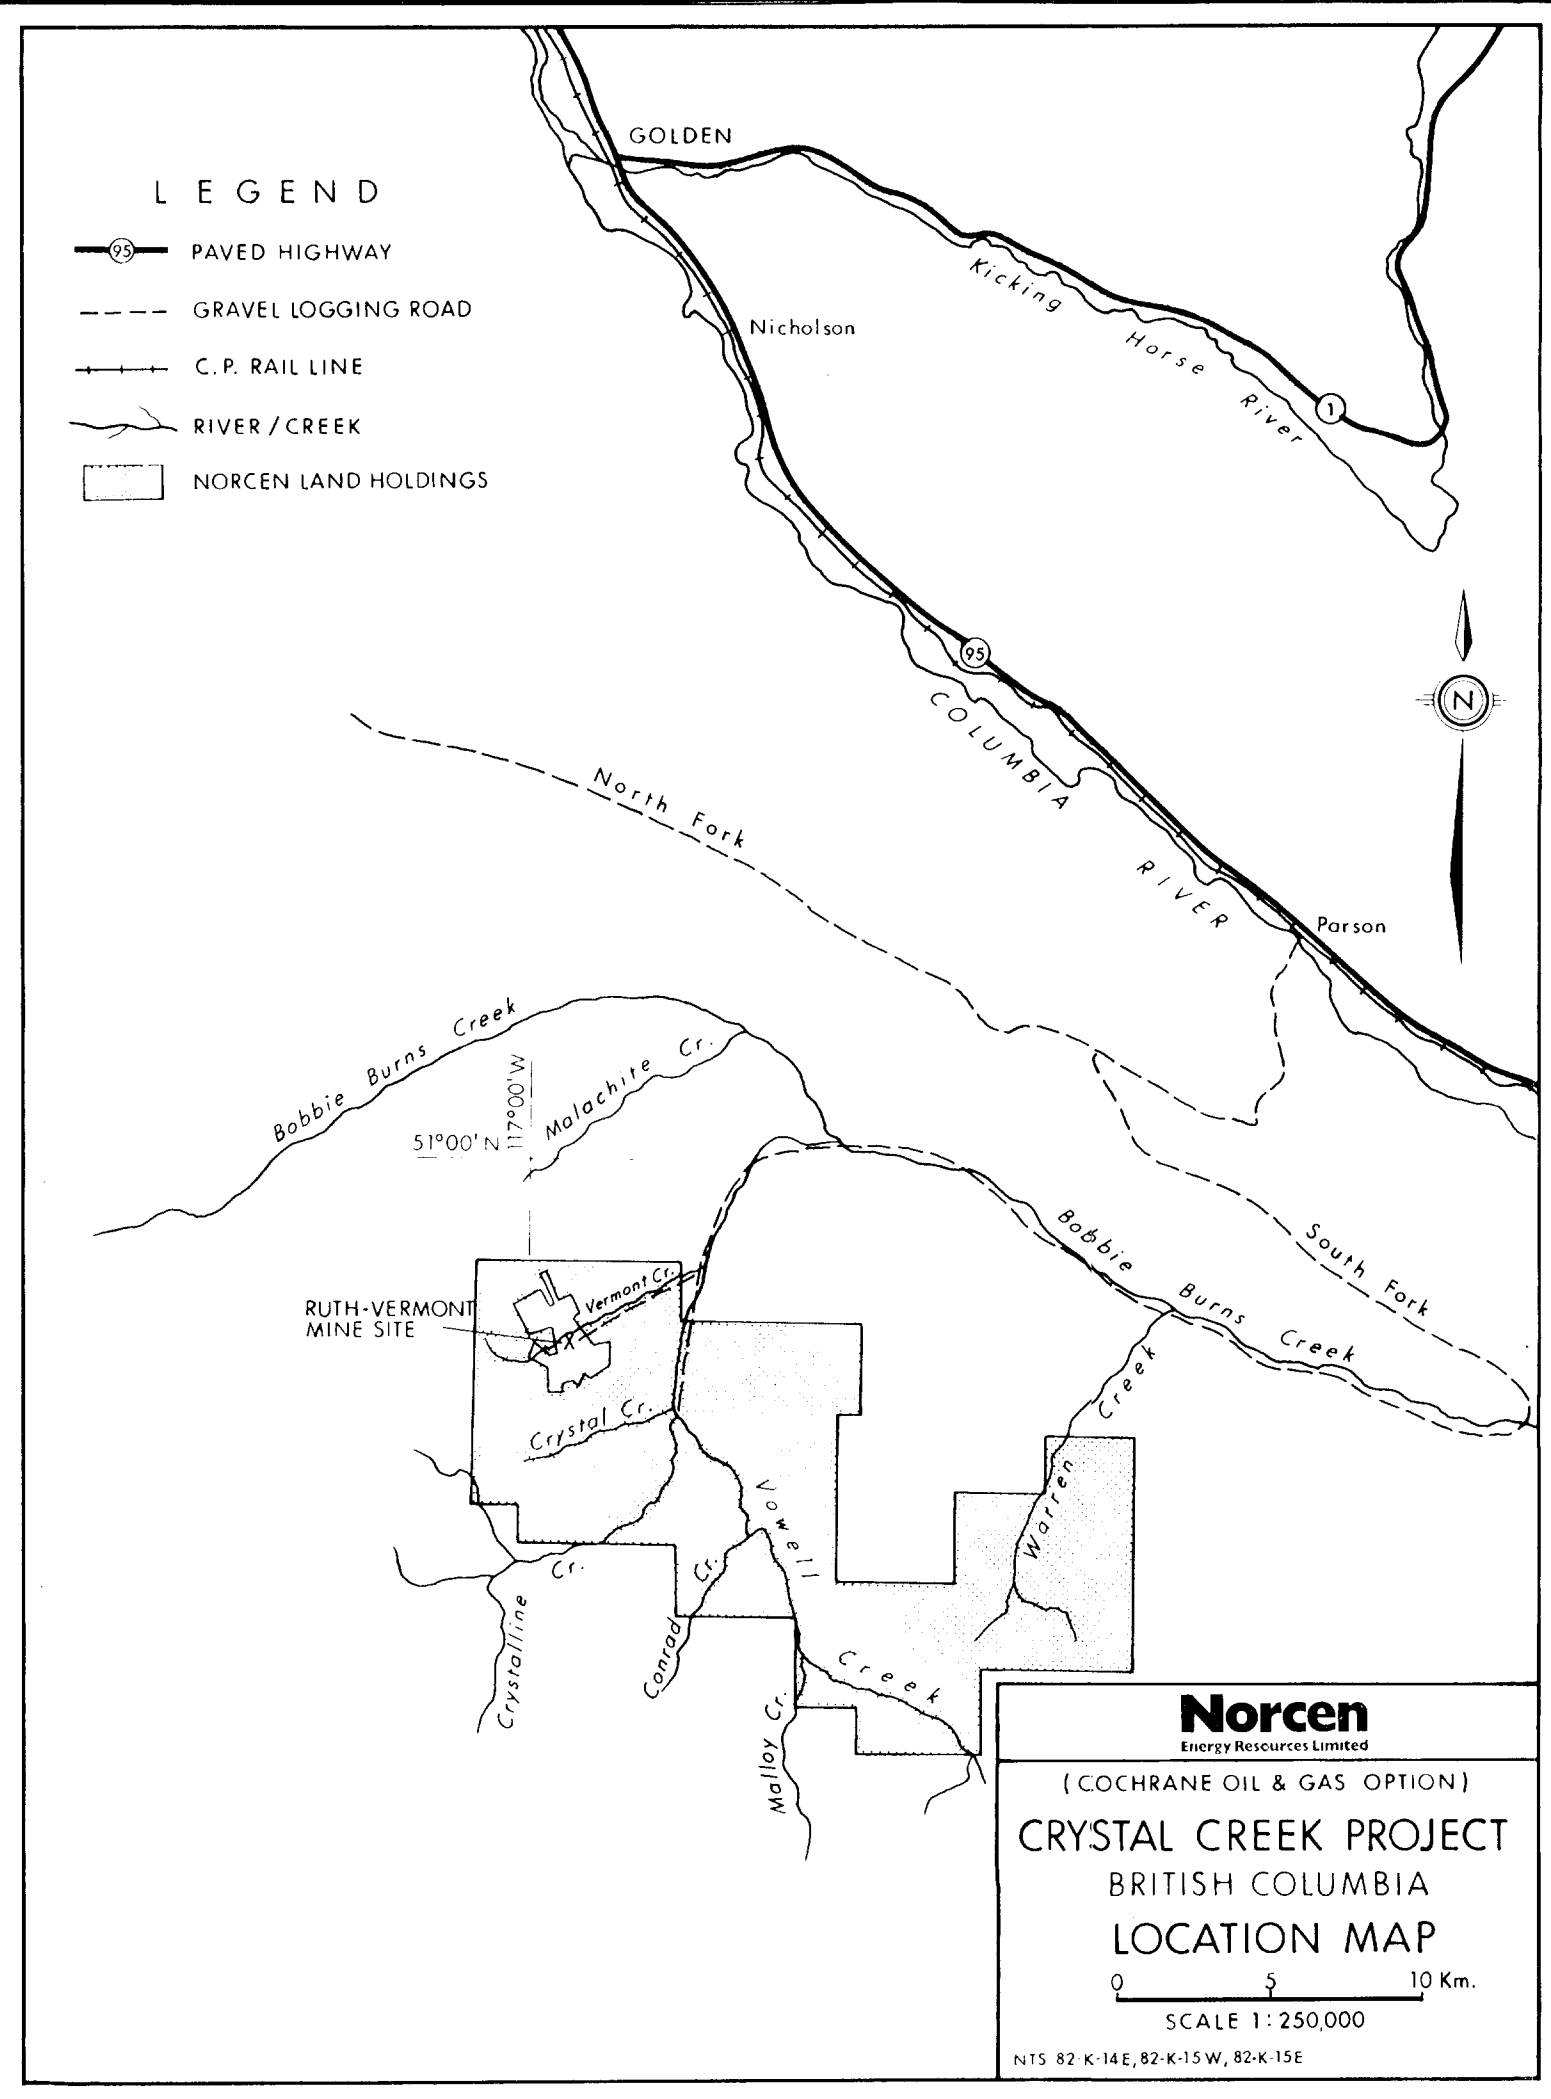 GOLDEN
LEGEND
95 PAVED HIGHWAY
GRAVEL LOGGING ROAD
C.P. RAIL LINE
RIVER / CREEK
NORCEN LAND HOLDINGS
Kicking Horse River
1
Nicholson
95
N
COLUMBIA RIVER
North Fork
Parson
Bobbie Burns Creek
Malachite Cr.
117°00'W
51°00'N
Bobbie Burns Creek
South Fork
Vermont Cr.
RUTH-VERMONT
MINE SITE
X
Crystal Cr.
Warren Creek
Vowell Creek
Crystalline Cr.
Conrad Cr.
Malloy Cr.
Norcen
Energy Resources Limited
(COCHRANE OIL & GAS OPTION)
CRYSTAL CREEK PROJECT
BRITISH COLUMBIA
LOCATION MAP
0 5 10 Km.
SCALE 1:250,000
NTS 82-K-14E, 82-K-15W, 82-K-15E